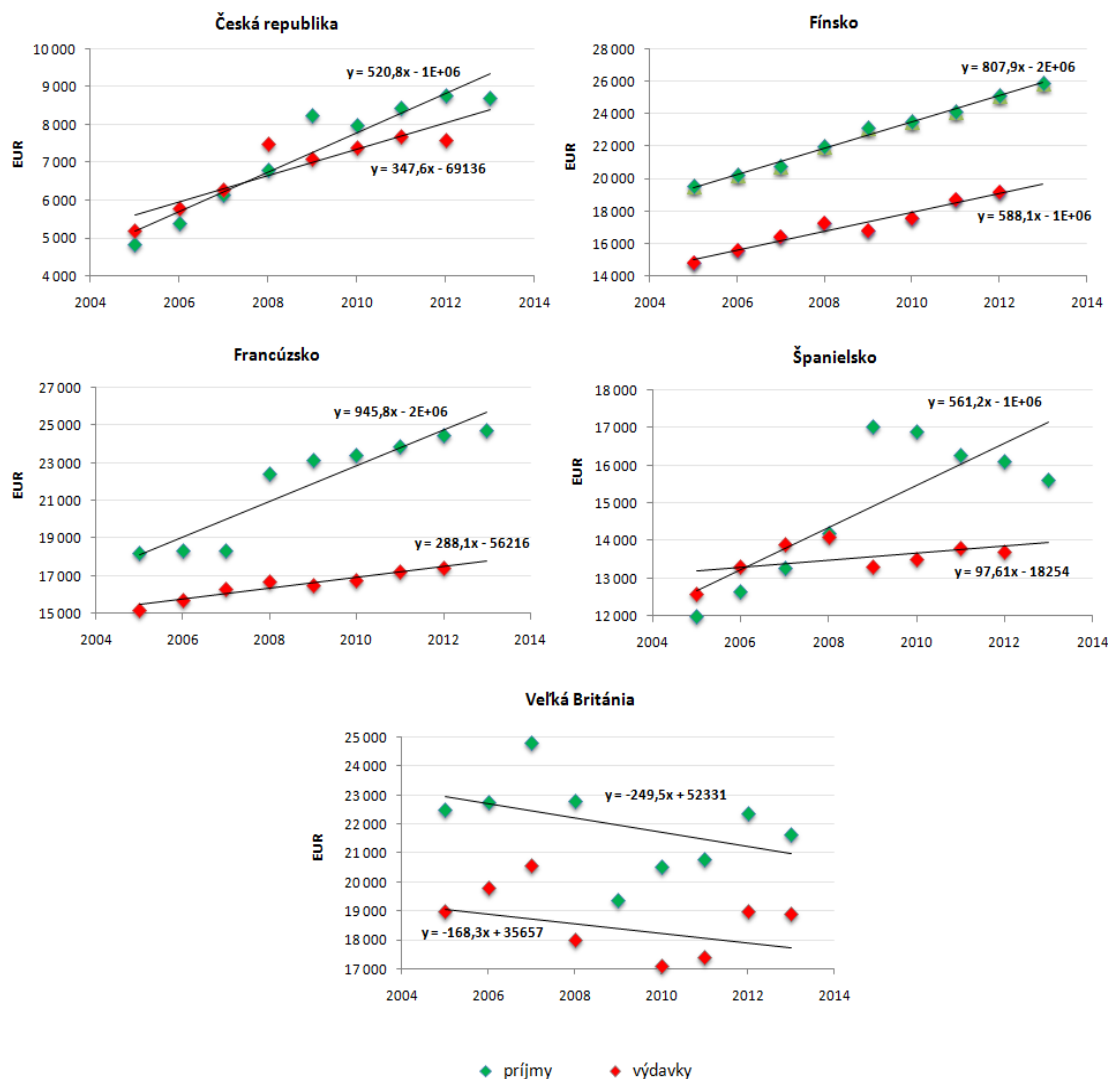 Česká republika
10 000
9 000
8 000
7 000
6 000
5 000
4 000
EUR
y = 520,8x - 1E+06
y = 347,6x - 69136
2004 2006 2008 2010 2012 2014
Fínsko
28 000
26 000
24 000
22 000
20 000
18 000
16 000
14 000
EUR
y = 807,9x - 2E+06
y = 588,1x - 1E+06
2004 2006 2008 2010 2012 2014
Francúzsko
27 000
25 000
23 000
21 000
19 000
17 000
15 000
EUR
y = 945,8x - 2E+06
y = 288,1x - 56216
2004 2006 2008 2010 2012 2014
Španielsko
18 000
17 000
16 000
15 000
14 000
13 000
12 000
EUR
y = 561,2x - 1E+06
y = 97,61x - 18254
2004 2006 2008 2010 2012 2014
Veľká Británia
25 000
24 000
23 000
22 000
21 000
20 000
19 000
18 000
17 000
EUR
y = -249,5x + 52331
y = -168,3x + 35657
2004 2006 2008 2010 2012 2014
príjmy výdavky